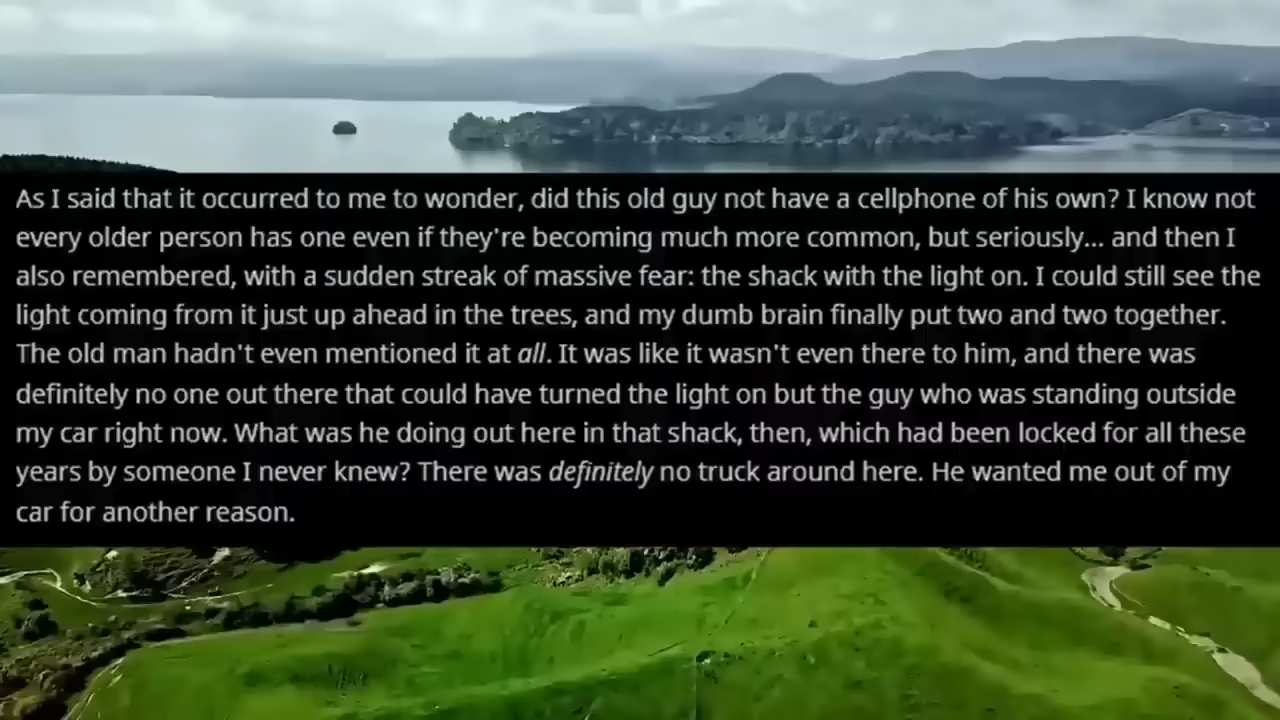 As I said that it occurred to me to wonder, did this old guy not have a cellphone of his own? I know not
every older person has one even if they're becoming much more common, but seriously... and then I
also remembered, with a sudden streak of massive fear: the shack with the light on. I could still see the
light coming from it just up ahead in the trees, and my dumb brain finally put two and two together.
The old man hadn't even mentioned it at all. It was like it wasn't even there to him, and there was
definitely no one out there that could have turned the light on but the guy who was standing outside
my car right now. What was he doing out here in that shack, then, which had been locked for all these
years by someone I never knew? There was definitely no truck around here. He wanted me out of my
car for another reason.